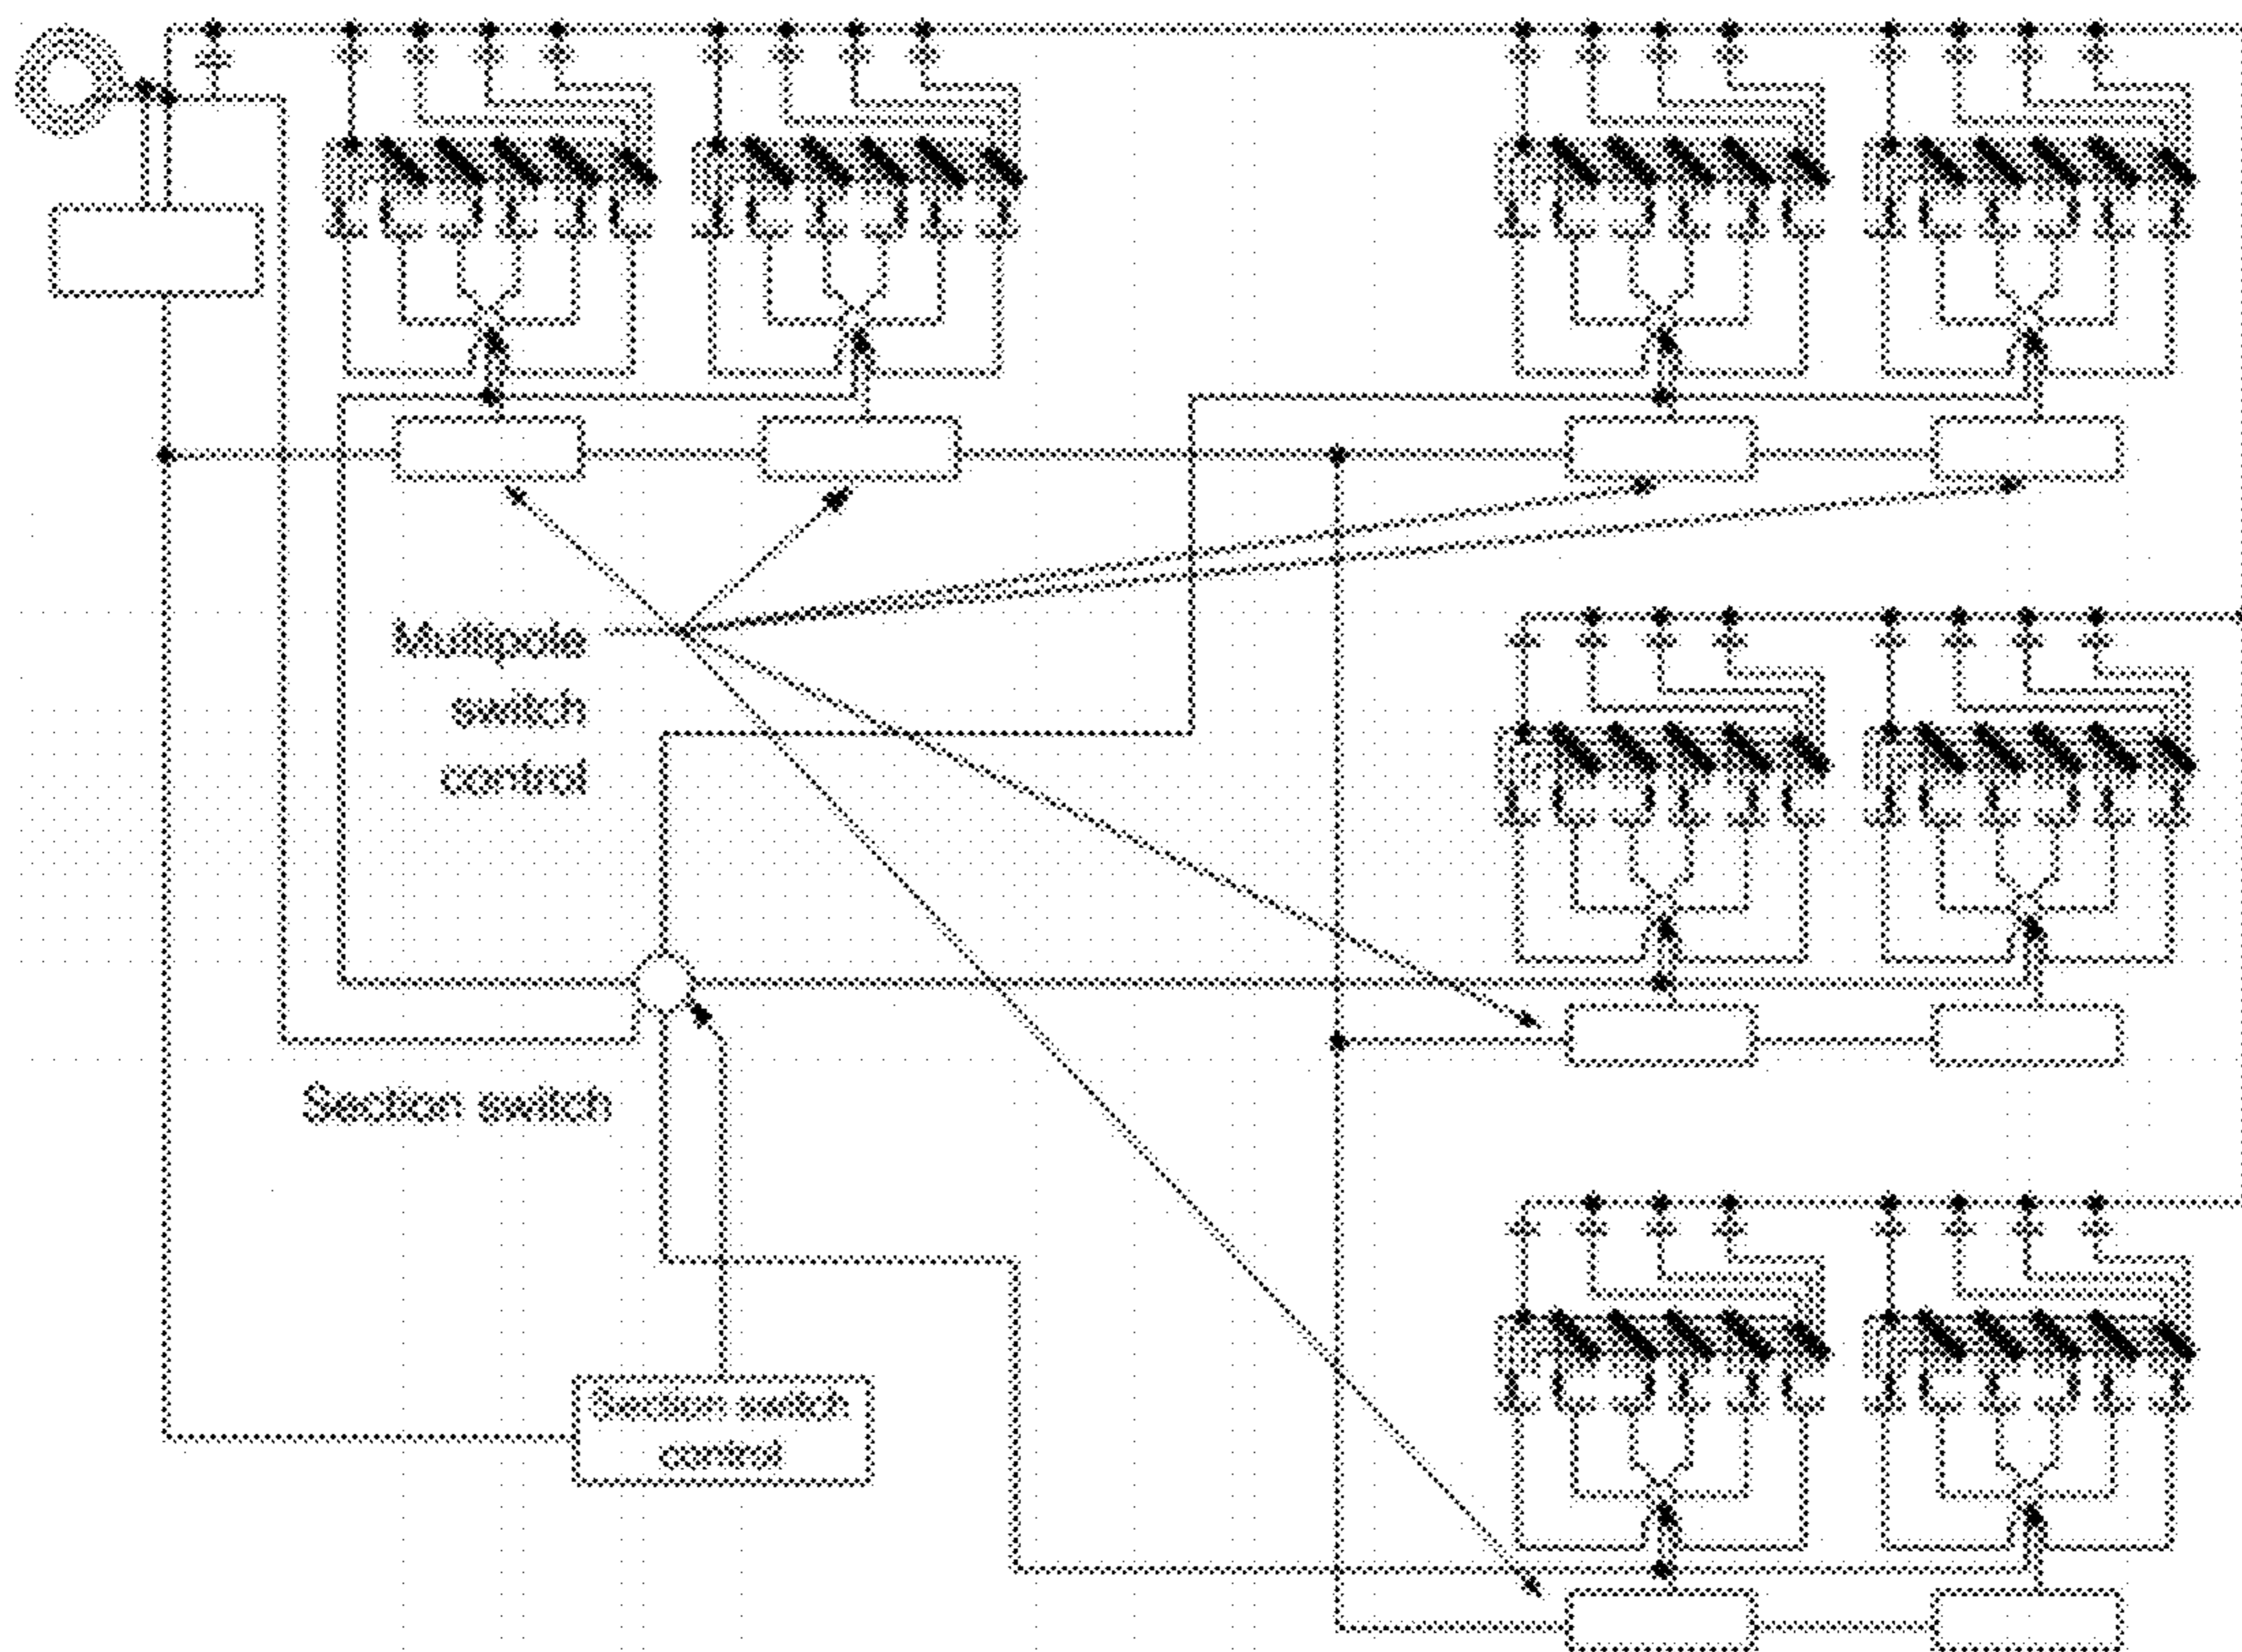 Multipole
switch
control
Section switch
Section switch
control